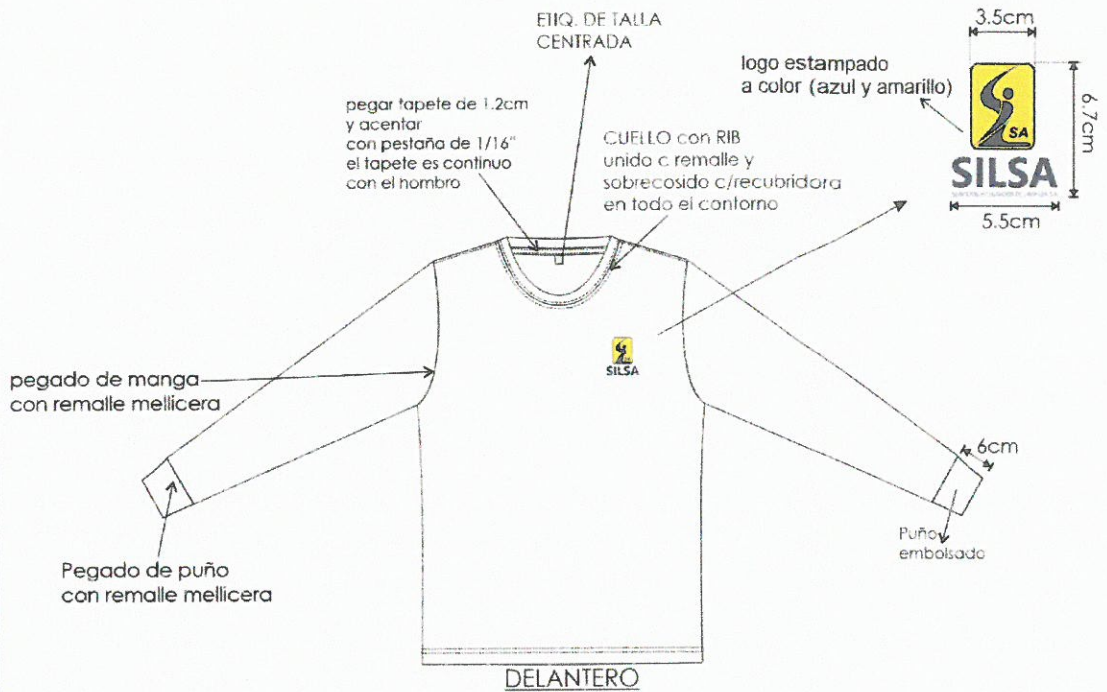 ETIQ. DE TALLA
CENTRADA
3.5cm
logo estampado
a color (azul y amarillo)
SA
SILSA
6.7cm
5.5cm
pegar tapete de 1.2cm
y acentar
con pestaña de 1/16"
el tapete es continuo
con el hombro
CUELLO con RIB
unido c remalle y
sobrecosido c/recubridora
en todo el contorno
SILSA
pegado de manga
con remalle mellicera
6cm
Puño
embolsado
Pegado de puño
con remalle mellicera
DELANTERO